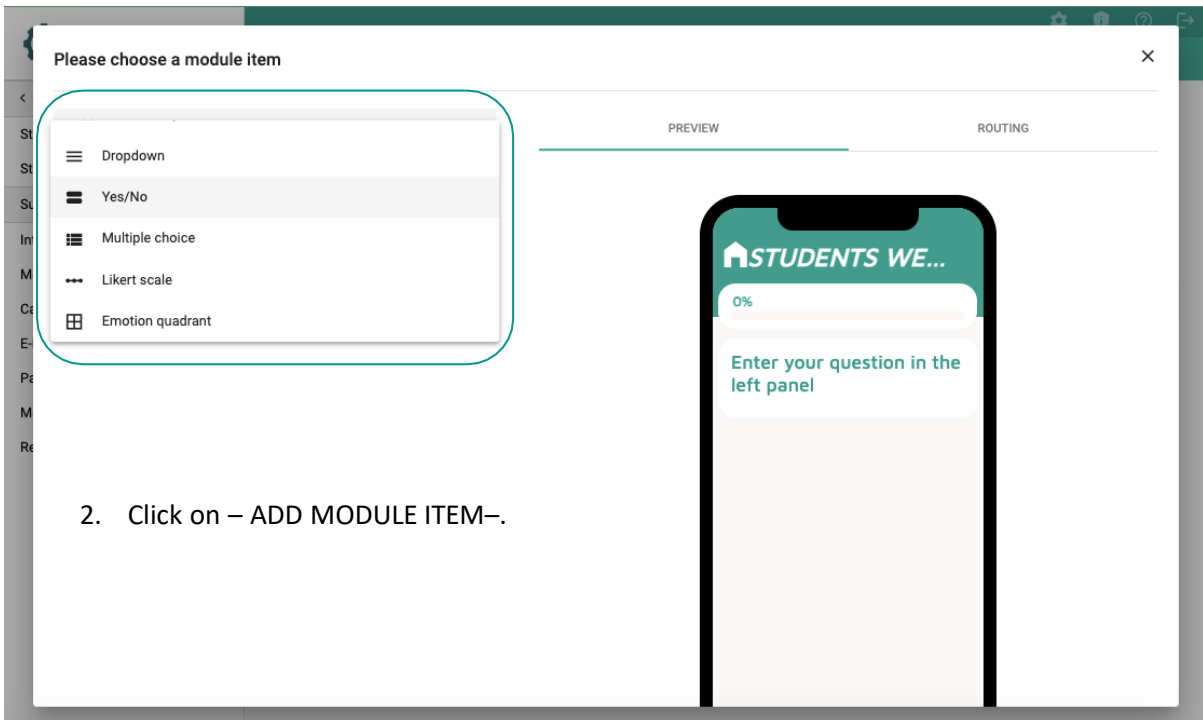 Please choose a module item
PREVIEW
ROUTING
Dropdown
Yes/No
Multiple choice
Likert scale
Emotion quadrant
STUDENTS WE...
0%
Enter your question in the
left panel
2. Click on – ADD MODULE ITEM–.